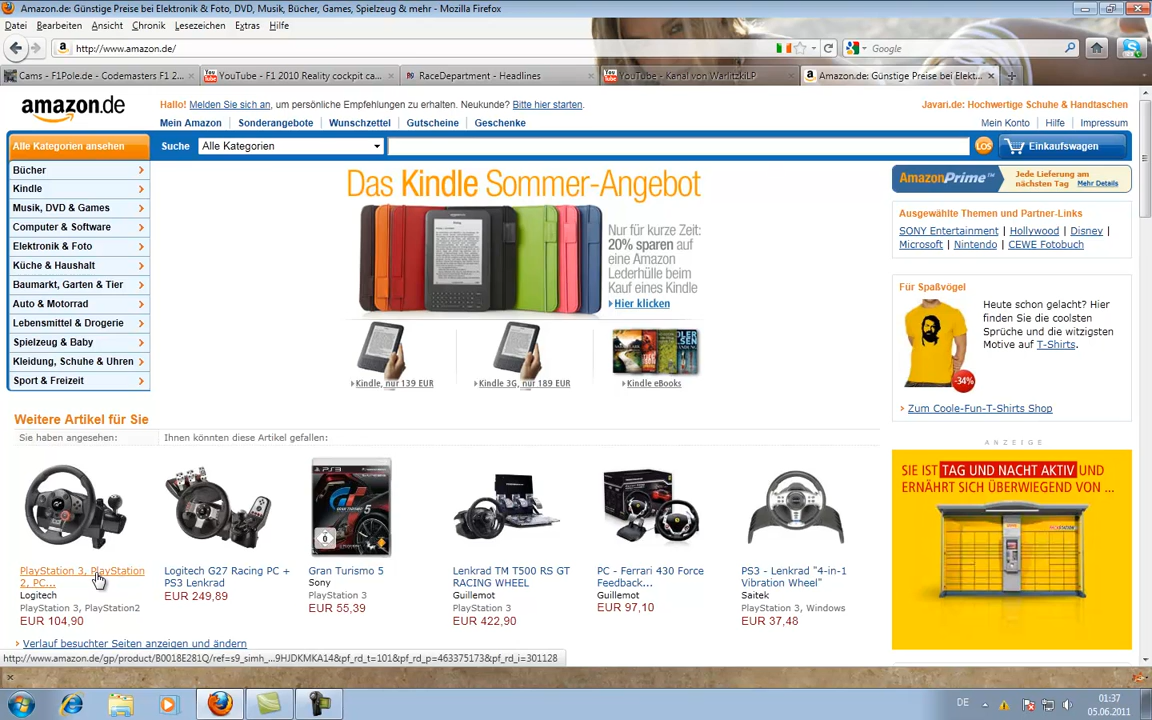 Amazon.de: Günstige Preise bei Elektronik & Foto, DVD, Musik, Bücher, Games, Spielzeug & mehr - Mozilla Firefox
Datei Bearbeiten Ansicht Chronik Lesezeichen Extras Hilfe
http://www.amazon.de/
Google
Cams - F1Pole.de - Codemasters F1 2...
YouTube - F1 2010 Reality cockpit ca...
RaceDepartment - Headlines
YouTube - Kanal von WarlitzkiLP
Amazon.de: Günstige Preise bei Elekt...
amazon.de
Hallo! Melden Sie sich an, um persönliche Empfehlungen zu erhalten. Neukunde? Bitte hier starten.
Javari.de: Hochwertige Schuhe & Handtaschen
Mein Amazon Sonderangebote Wunschzettel Gutscheine Geschenke
Mein Konto Hilfe Impressum
Alle Kategorien ansehen
Suche Alle Kategorien LOS Einkaufswagen
Bücher
Kindle
Musik, DVD & Games
Computer & Software
Elektronik & Foto
Küche & Haushalt
Baumarkt, Garten & Tier
Auto & Motorrad
Lebensmittel & Drogerie
Spielzeug & Baby
Kleidung, Schuhe & Uhren
Sport & Freizeit
Das Kindle Sommer-Angebot
Nur für kurze Zeit:
20% sparen auf
eine Amazon
Lederhülle beim
Kauf eines Kindle
Hier klicken
Kindle, nur 139 EUR
Kindle 3G, nur 189 EUR
Kindle eBooks
AmazonPrime™
Jede Lieferung am
nächsten Tag Mehr Details
Ausgewählte Themen und Partner-Links
SONY Entertainment | Hollywood | Disney |
Microsoft | Nintendo | CEWE Fotobuch
Für Spaßvögel
Heute schon gelacht? Hier
finden Sie die coolsten
Sprüche und die witzigsten
Motive auf T-Shirts.
-34%
Zum Coole-Fun-T-Shirts Shop
ANZEIGE
SIE IST TAG UND NACHT AKTIV UND
ERNÄHRT SICH ÜBERWIEGEND VON ...
Weitere Artikel für Sie
Sie haben angesehen:
Ihnen könnten diese Artikel gefallen:
PlayStation 3, PlayStation
2, PC...
Logitech
PlayStation 3, PlayStation2
EUR 104,90
Logitech G27 Racing PC +
PS3 Lenkrad
EUR 249,89
Gran Turismo 5
Sony
PlayStation 3
EUR 55,39
Lenkrad TM T500 RS GT
RACING WHEEL
Guillemot
PlayStation 3
EUR 422,90
PC - Ferrari 430 Force
Feedback...
Guillemot
EUR 97,10
PS3 - Lenkrad "4-in-1
Vibration Wheel"
Saitek
PlayStation 3, Windows
EUR 37,48
Verlauf besuchter Seiten anzeigen und ändern
http://www.amazon.de/gp/product/B0018E281Q/ref=s9_simh_...9HJDKMKA14&pf_rd_t=101&pf_rd_p=463375173&pf_rd_i=301128
DE
01:37
05.06.2011